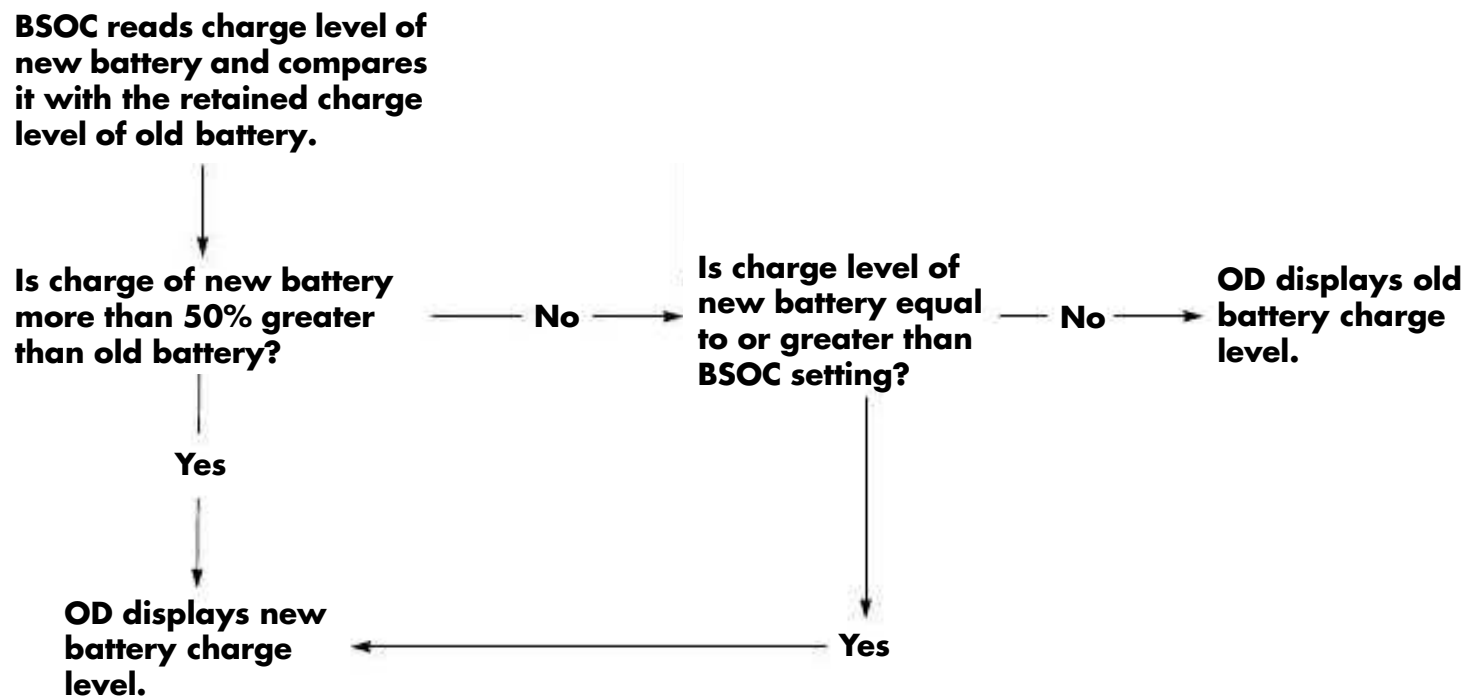 BSOC reads charge level of
new battery and compares
it with the retained charge
level of old battery.
Is charge of new battery
more than 50% greater
than old battery?
No
Is charge level of
new battery equal
to or greater than
BSOC setting?
No
OD displays old
battery charge
level.
Yes
OD displays new
battery charge
level.
Yes